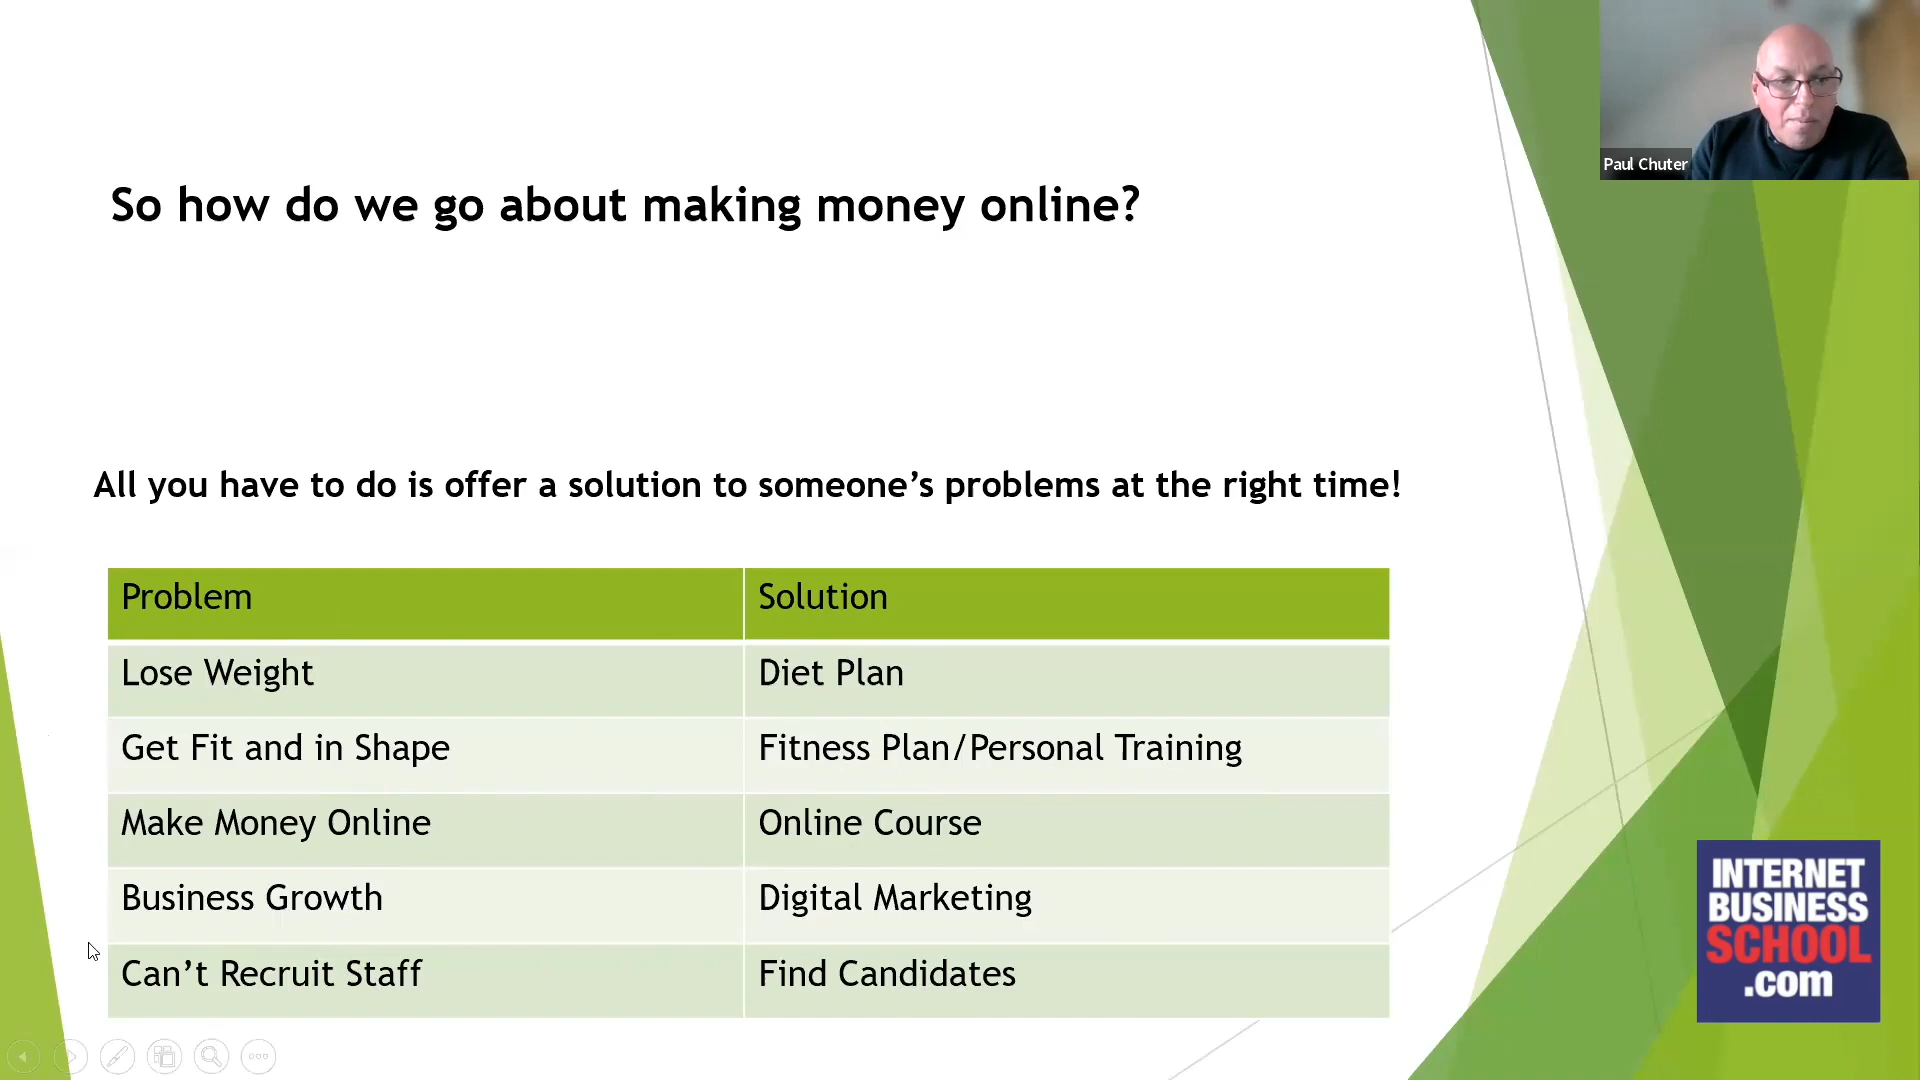 Paul Chuter
So how do we go about making money online?
All you have to do is offer a solution to someone’s problems at the right time!
Problem
Solution
Lose Weight
Diet Plan
Get Fit and in Shape
Fitness Plan/Personal Training
Make Money Online
Online Course
Business Growth
Digital Marketing
Can’t Recruit Staff
Find Candidates
INTERNET
BUSINESS
SCHOOL
.com